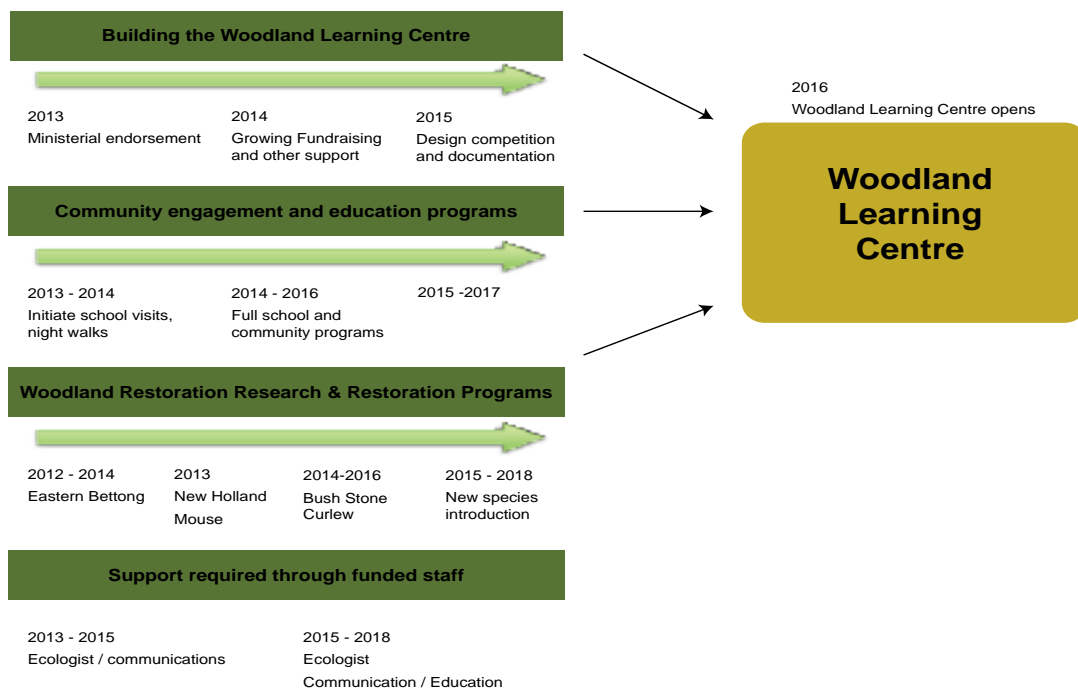 Building the Woodland Learning Centre
2013
Ministerial endorsement
2014
Growing Fundraising
and other support
2015
Design competition
and documentation
Community engagement and education programs
2013 - 2014
Initiate school visits,
night walks
2014 - 2016
Full school and
community programs
2015 -2017
Woodland Restoration Research & Restoration Programs
2012 - 2014
Eastern Bettong
2013
New Holland
Mouse
2014-2016
Bush Stone
Curlew
2015 - 2018
New species
introduction
Support required through funded staff
2013 - 2015
Ecologist / communications
2015 - 2018
Ecologist
Communication / Education
2016
Woodland Learning Centre opens
Woodland
Learning
Centre